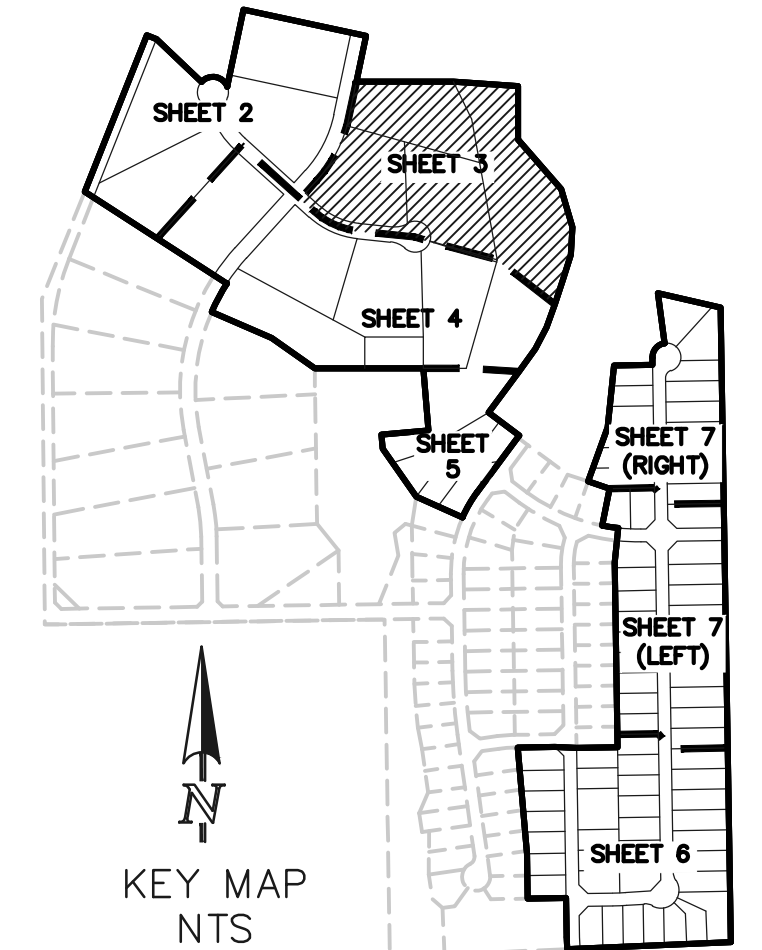 SHEET 2
SHEET 3
SHEET 4
SHEET
5
SHEET 7
(RIGHT)
SHEET 7
(LEFT)
SHEET 6
N
KEY MAP
NTS